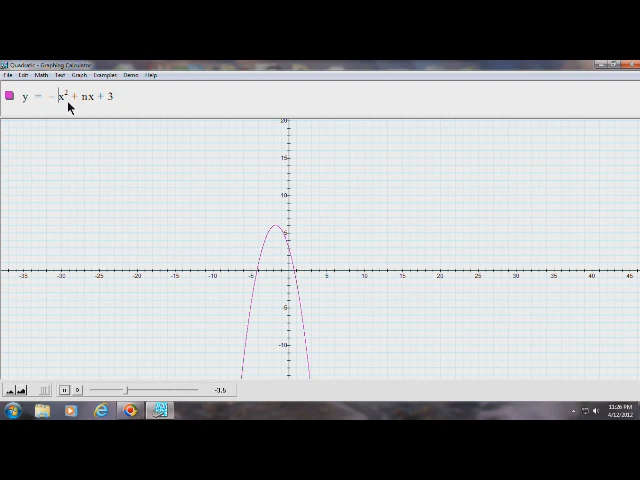 Quadratic - Graphing Calculator
File Edit Math Text Graph Examples Demo Help
y = -x² + nx + 3
20
15
10
5
-35 -30 -25 -20 -15 -10 -5 0 5 10 15 20 25 30 35 40 45
-5
-10
-3.5
11:26 PM
4/12/2012